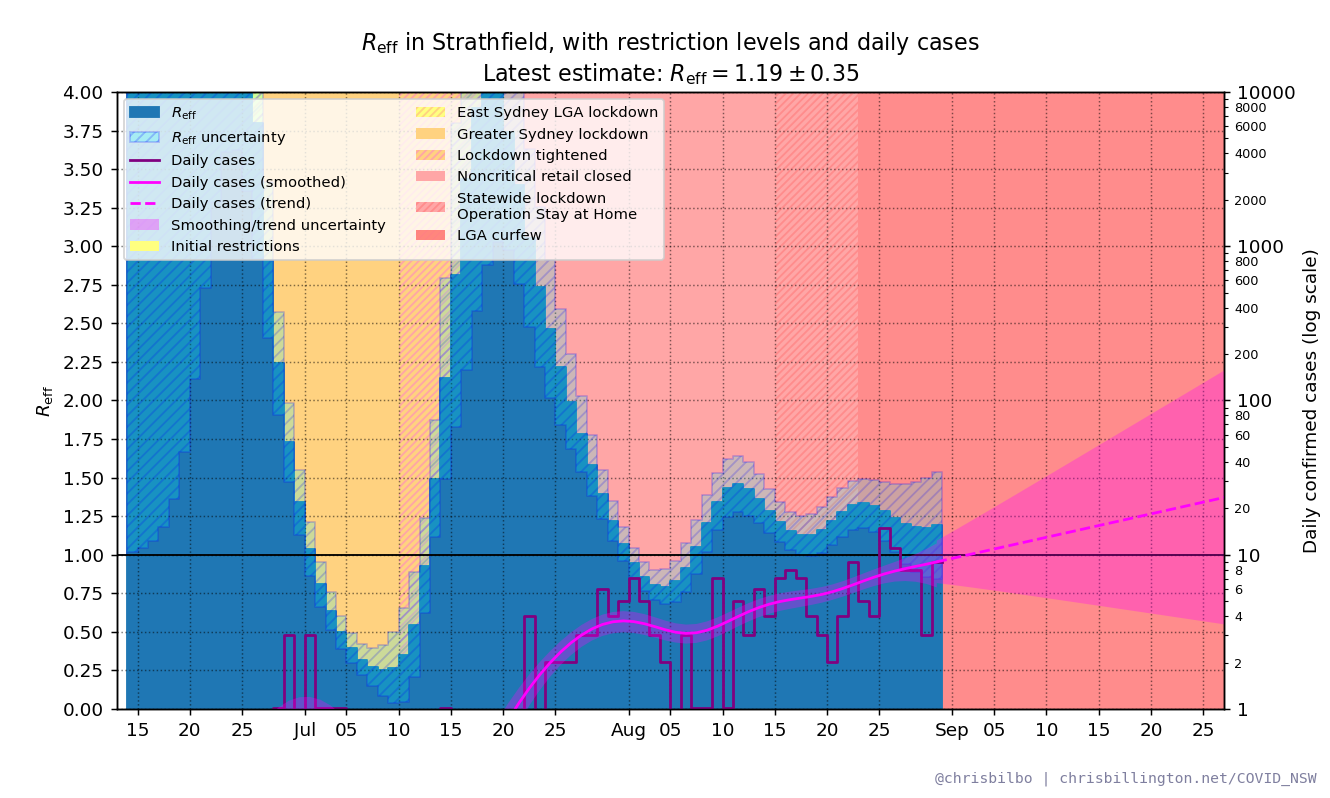 Reff in Strathfield, with restriction levels and daily cases
Latest estimate: Reff = 1.19 ± 0.35
Reff
Reff uncertainty
Daily cases
Daily cases (smoothed)
Daily cases (trend)
Smoothing/trend uncertainty
Initial restrictions
East Sydney LGA lockdown
Greater Sydney lockdown
Lockdown tightened
Noncritical retail closed
Statewide lockdown
Operation Stay at Home
LGA curfew
Reff
4.00
3.75
3.50
3.25
3.00
2.75
2.50
2.25
2.00
1.75
1.50
1.25
1.00
0.75
0.50
0.25
0.00
15 20 25 Jul 05 10 15 20 25 Aug 05 10 15 20 25 Sep 05 10 15 20 25
10000
8000
6000
4000
2000
1000
800
600
400
200
100
80
60
40
20
10
8
6
4
2
1
Daily confirmed cases (log scale)
@chrisbilbo | chrisbillington.net/COVID_NSW